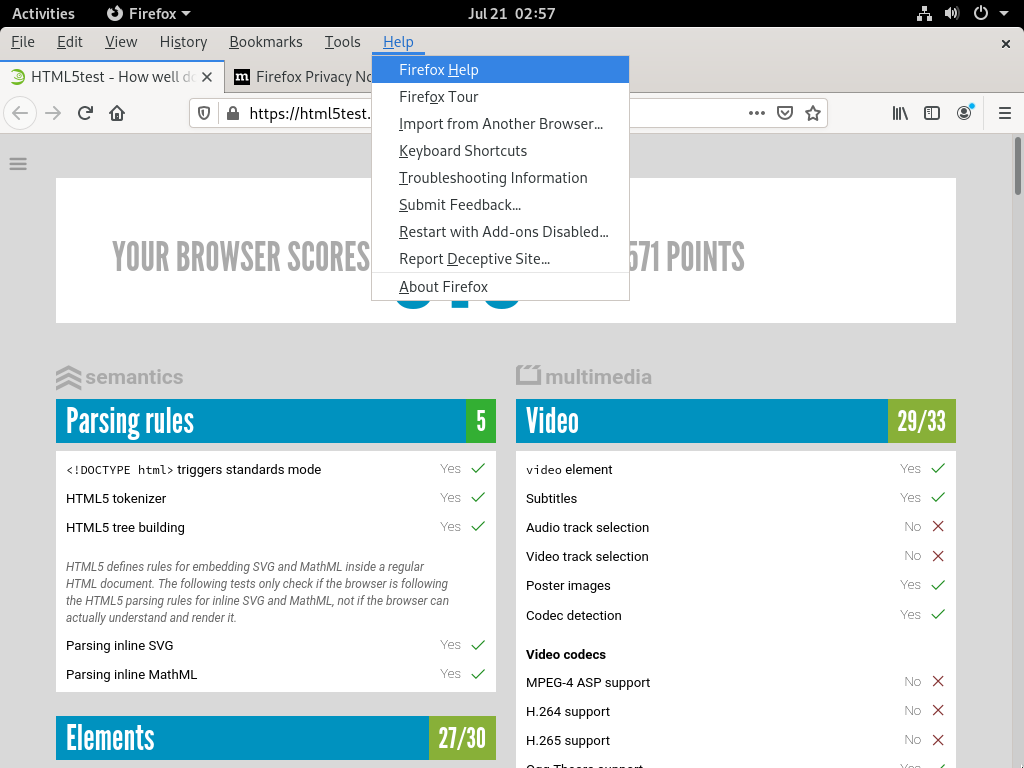 Activities Firefox Jul 21 02:57
File Edit View History Bookmarks Tools Help
HTML5test - How well do
Firefox Privacy No
https://html5test.
Firefox Help
Firefox Tour
Import from Another Browser...
Keyboard Shortcuts
Troubleshooting Information
Submit Feedback...
Restart with Add-ons Disabled...
Report Deceptive Site...
About Firefox
YOUR BROWSER SCORES 571 POINTS
semantics
Parsing rules 5
<!DOCTYPE html> triggers standards mode Yes
HTML5 tokenizer Yes
HTML5 tree building Yes
HTML5 defines rules for embedding SVG and MathML inside a regular
HTML document. The following tests only check if the browser is following
the HTML5 parsing rules for inline SVG and MathML, not if the browser can
actually understand and render it.
Parsing inline SVG Yes
Parsing inline MathML Yes
Elements 27/30
multimedia
Video 29/33
video element Yes
Subtitles Yes
Audio track selection No
Video track selection No
Poster images Yes
Codec detection Yes
Video codecs
MPEG-4 ASP support No
H.264 support No
H.265 support No
Ogg Theora support Yes